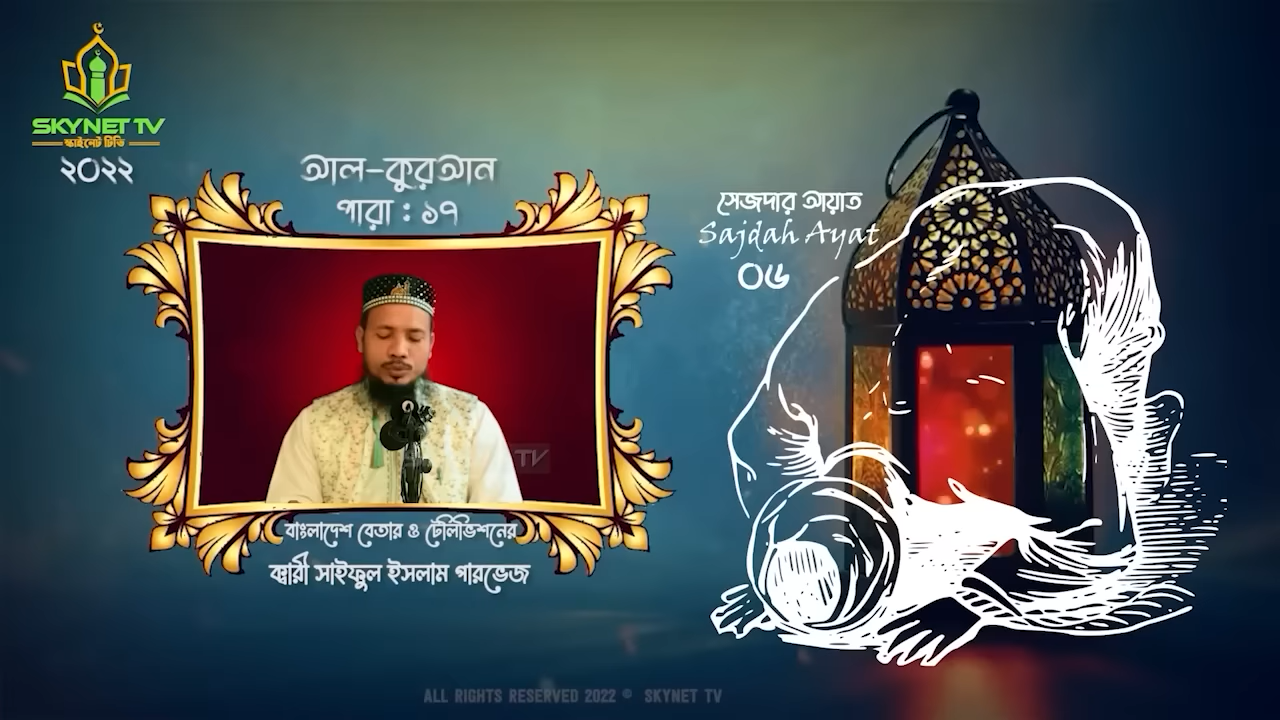 SKYNET TV
স্কাইনেট টিভি
২০২২
আল-কুরআন
পারা : ১৭
সেজদার আয়াত
Sajdah Ayat
০৬
TV
বাংলাদেশ বেতার ও টেলিভিশনের
ক্বারী সাইফুল ইসলাম পারভেজ
ALL RIGHTS RESERVED 2022 © SKYNET TV